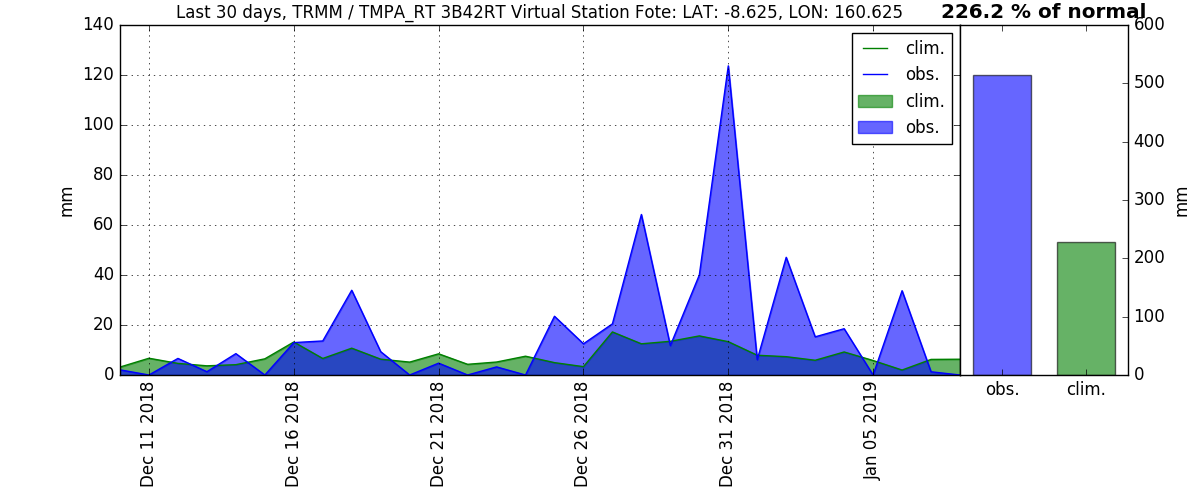 Last 30 days, TRMM / TMPA_RT 3B42RT Virtual Station Fote: LAT: -8.625, LON: 160.625
226.2 % of normal
140
120
100
80
60
40
20
0
mm
clim.
obs.
clim.
obs.
600
500
400
300
200
100
0
mm
Dec 11 2018
Dec 16 2018
Dec 21 2018
Dec 26 2018
Dec 31 2018
Jan 05 2019
obs.
clim.